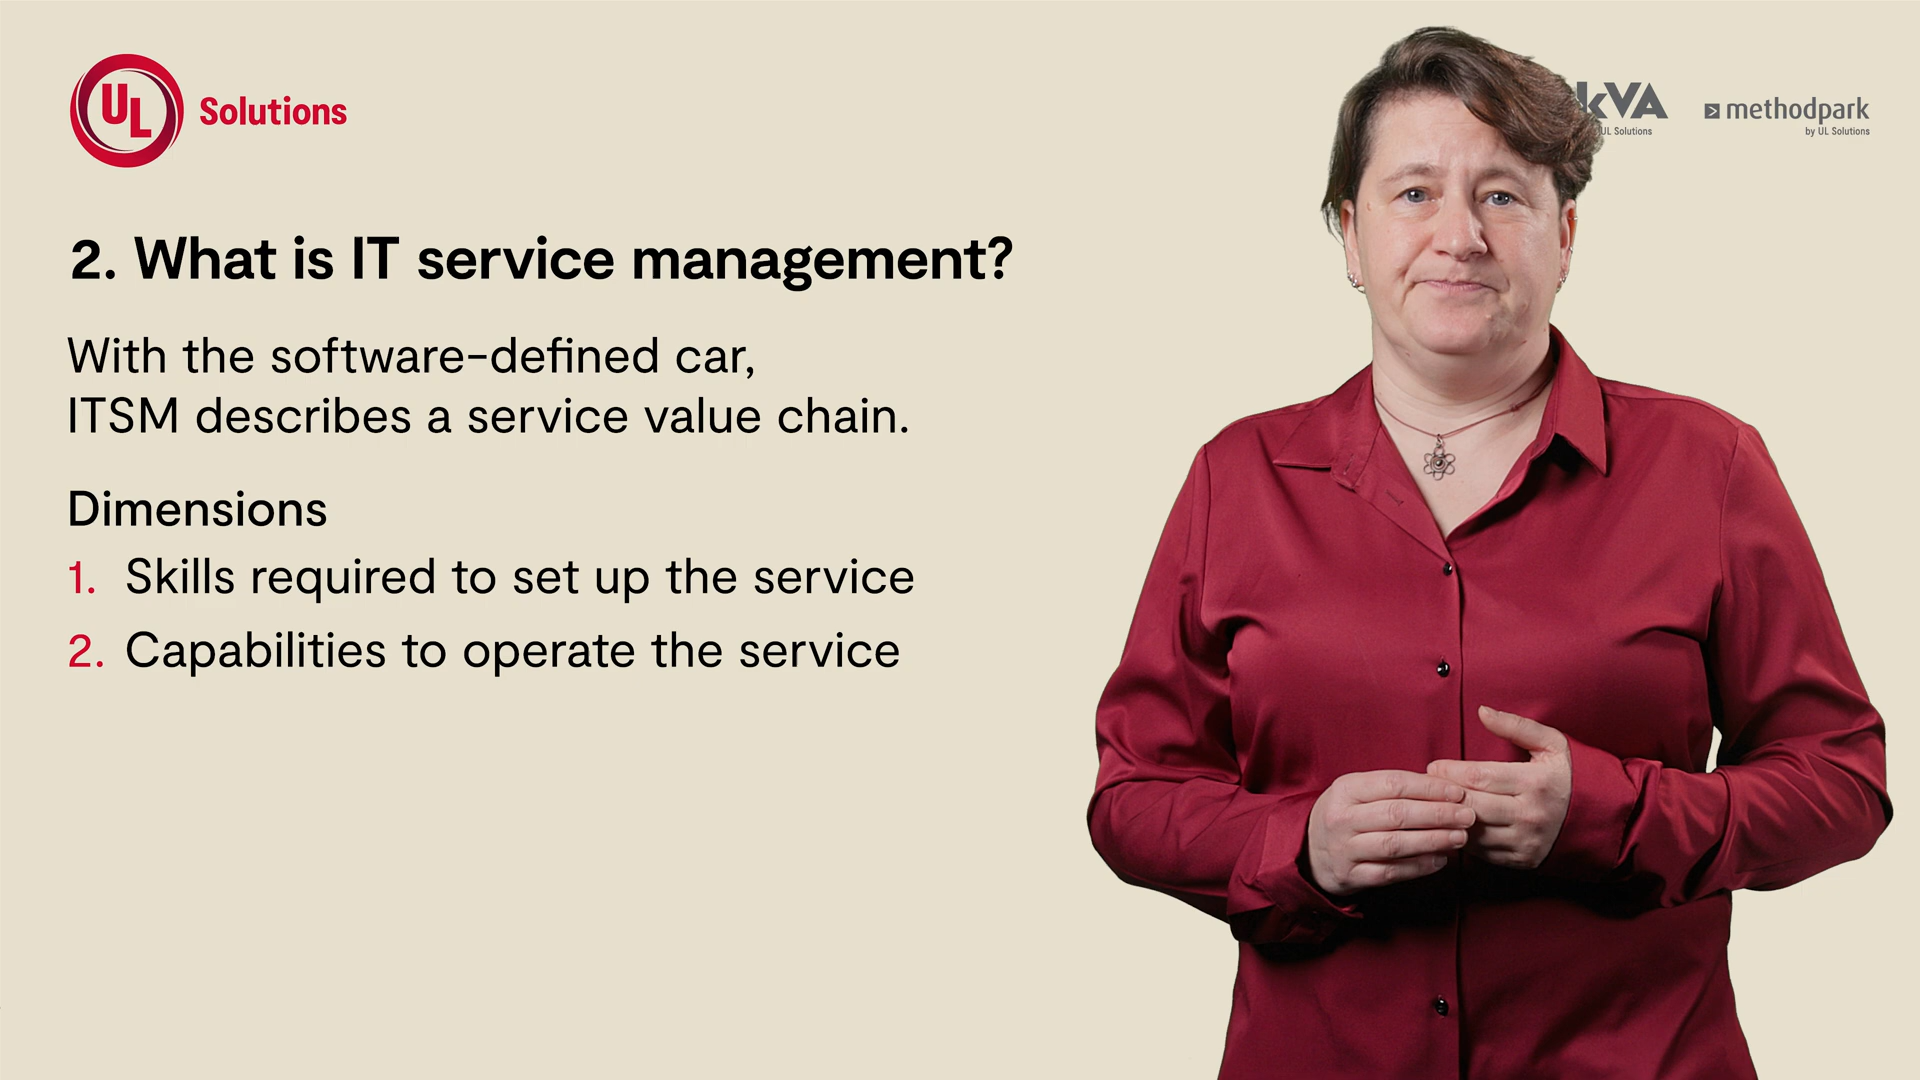 UL Solutions
kVA
UL Solutions
methodpark
by UL Solutions
2. What is IT service management?
With the software-defined car,
ITSM describes a service value chain.
Dimensions
1. Skills required to set up the service
2. Capabilities to operate the service